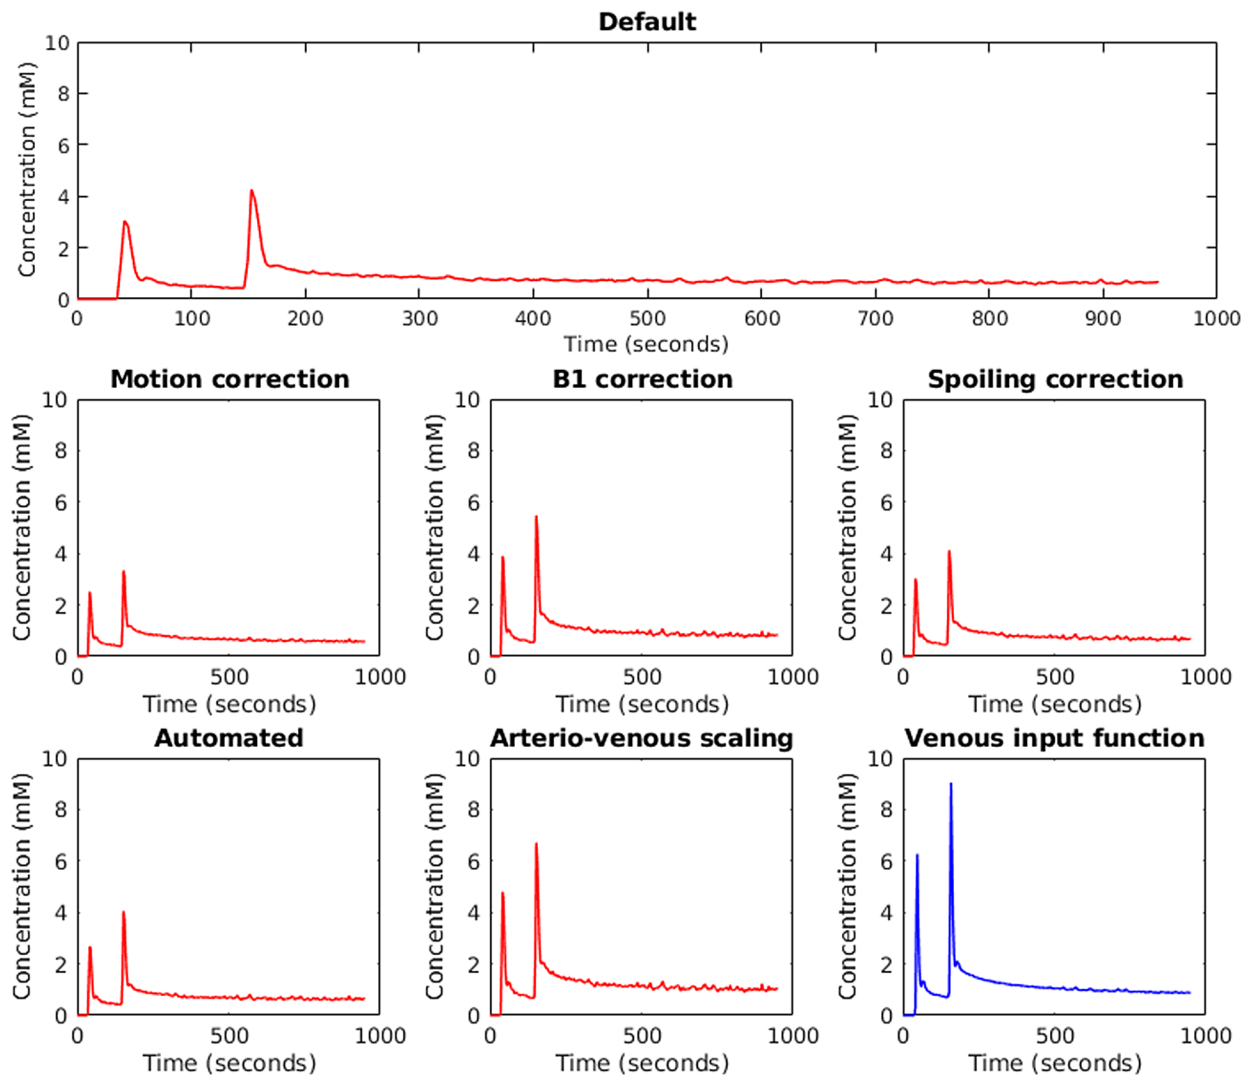 Default
10
8
6
4
2
0
Concentration (mM)
0 100 200 300 400 500 600 700 800 900 1000
Time (seconds)
Motion correction B1 correction Spoiling correction
10 10 10
8 8 8
6 6 6
4 4 4
2 2 2
0 0 0
Concentration (mM) Concentration (mM) Concentration (mM)
0 500 1000 0 500 1000 0 500 1000
Time (seconds) Time (seconds) Time (seconds)
Automated Arterio-venous scaling Venous input function
10 10 10
8 8 8
6 6 6
4 4 4
2 2 2
0 0 0
Concentration (mM) Concentration (mM) Concentration (mM)
0 500 1000 0 500 1000 0 500 1000
Time (seconds) Time (seconds) Time (seconds)